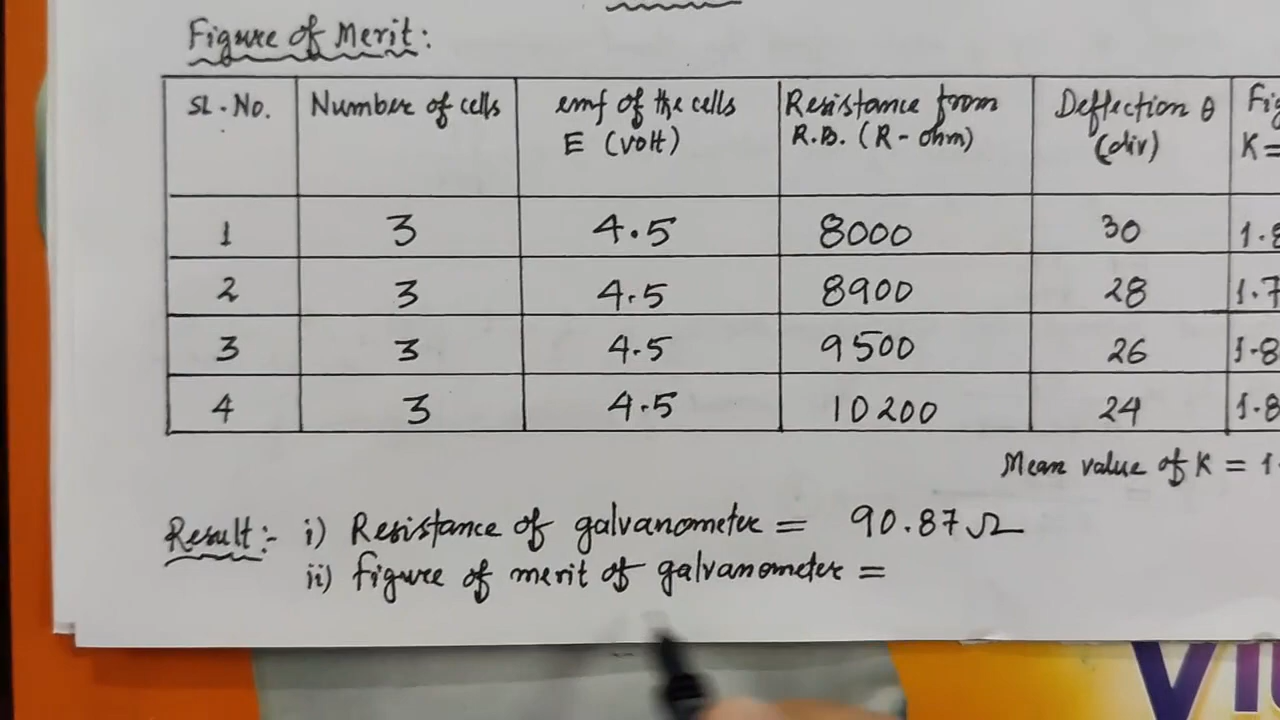 Figure of Merit:
SL. No. Number of cells emf of the cells E (volt) Resistance from R.B. (R - ohm) Deflection θ (div) K =
1 3 4.5 8000 30
2 3 4.5 8900 28
3 3 4.5 9500 26
4 3 4.5 10200 24
Mean value of K = 1.
Result:- i) Resistance of galvanometer = 90.87 Ω
ii) figure of merit of galvanometer =